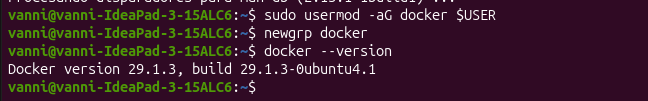 vanni@vanni-IdeaPad-3-15ALC6:~$ sudo usermod -aG docker $USER
vanni@vanni-IdeaPad-3-15ALC6:~$ newgrp docker
vanni@vanni-IdeaPad-3-15ALC6:~$ docker --version
Docker version 29.1.3, build 29.1.3-0ubuntu4.1
vanni@vanni-IdeaPad-3-15ALC6:~$